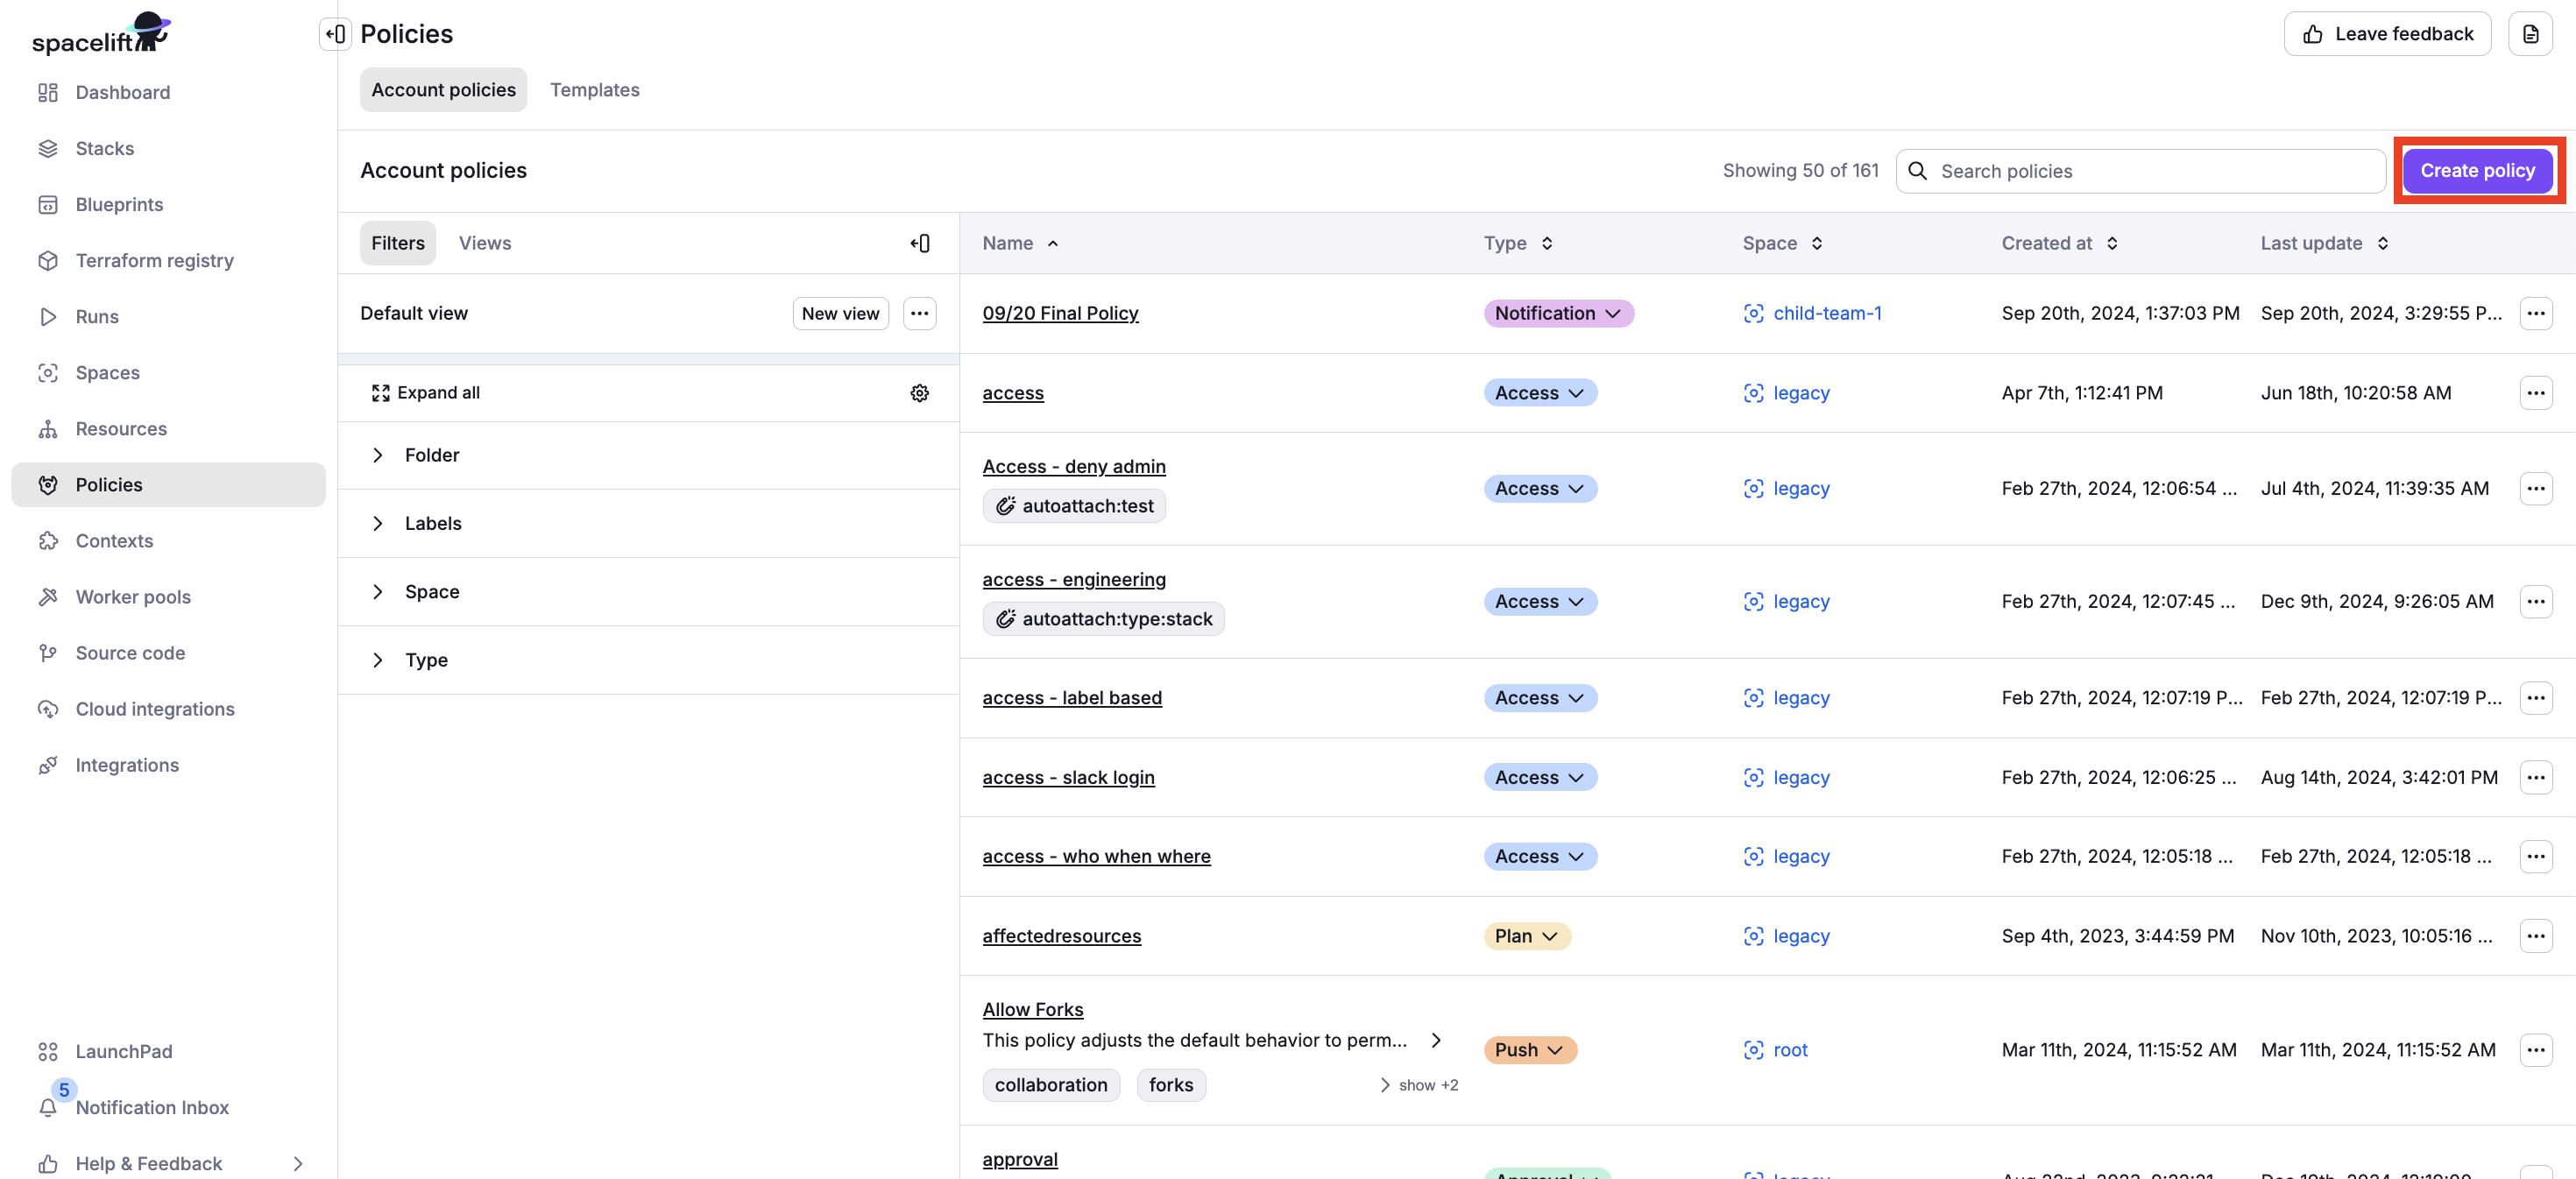 spacelift
Dashboard
Stacks
Blueprints
Terraform registry
Runs
Spaces
Resources
Policies
Contexts
Worker pools
Source code
Cloud integrations
Integrations
LaunchPad
5
Notification Inbox
Help & Feedback
Policies
Leave feedback
Account policies Templates
Account policies
Showing 50 of 161
Search policies
Create policy
Filters Views
Default view
New view
Expand all
Folder
Labels
Space
Type
Name Type Space Created at Last update
09/20 Final Policy Notification child-team-1 Sep 20th, 2024, 1:37:03 PM Sep 20th, 2024, 3:29:55 P...
access Access legacy Apr 7th, 1:12:41 PM Jun 18th, 10:20:58 AM
Access - deny admin
autoattach:test
Access legacy Feb 27th, 2024, 12:06:54 ... Jul 4th, 2024, 11:39:35 AM
access - engineering
autoattach:type:stack
Access legacy Feb 27th, 2024, 12:07:45 ... Dec 9th, 2024, 9:26:05 AM
access - label based Access legacy Feb 27th, 2024, 12:07:19 P... Feb 27th, 2024, 12:07:19 P...
access - slack login Access legacy Feb 27th, 2024, 12:06:25 ... Aug 14th, 2024, 3:42:01 PM
access - who when where Access legacy Feb 27th, 2024, 12:05:18 ... Feb 27th, 2024, 12:05:18 ...
affectedresources Plan legacy Sep 4th, 2023, 3:44:59 PM Nov 10th, 2023, 10:05:16 ...
Allow Forks
This policy adjusts the default behavior to perm...
collaboration forks show +2
Push root Mar 11th, 2024, 11:15:52 AM Mar 11th, 2024, 11:15:52 AM
approval